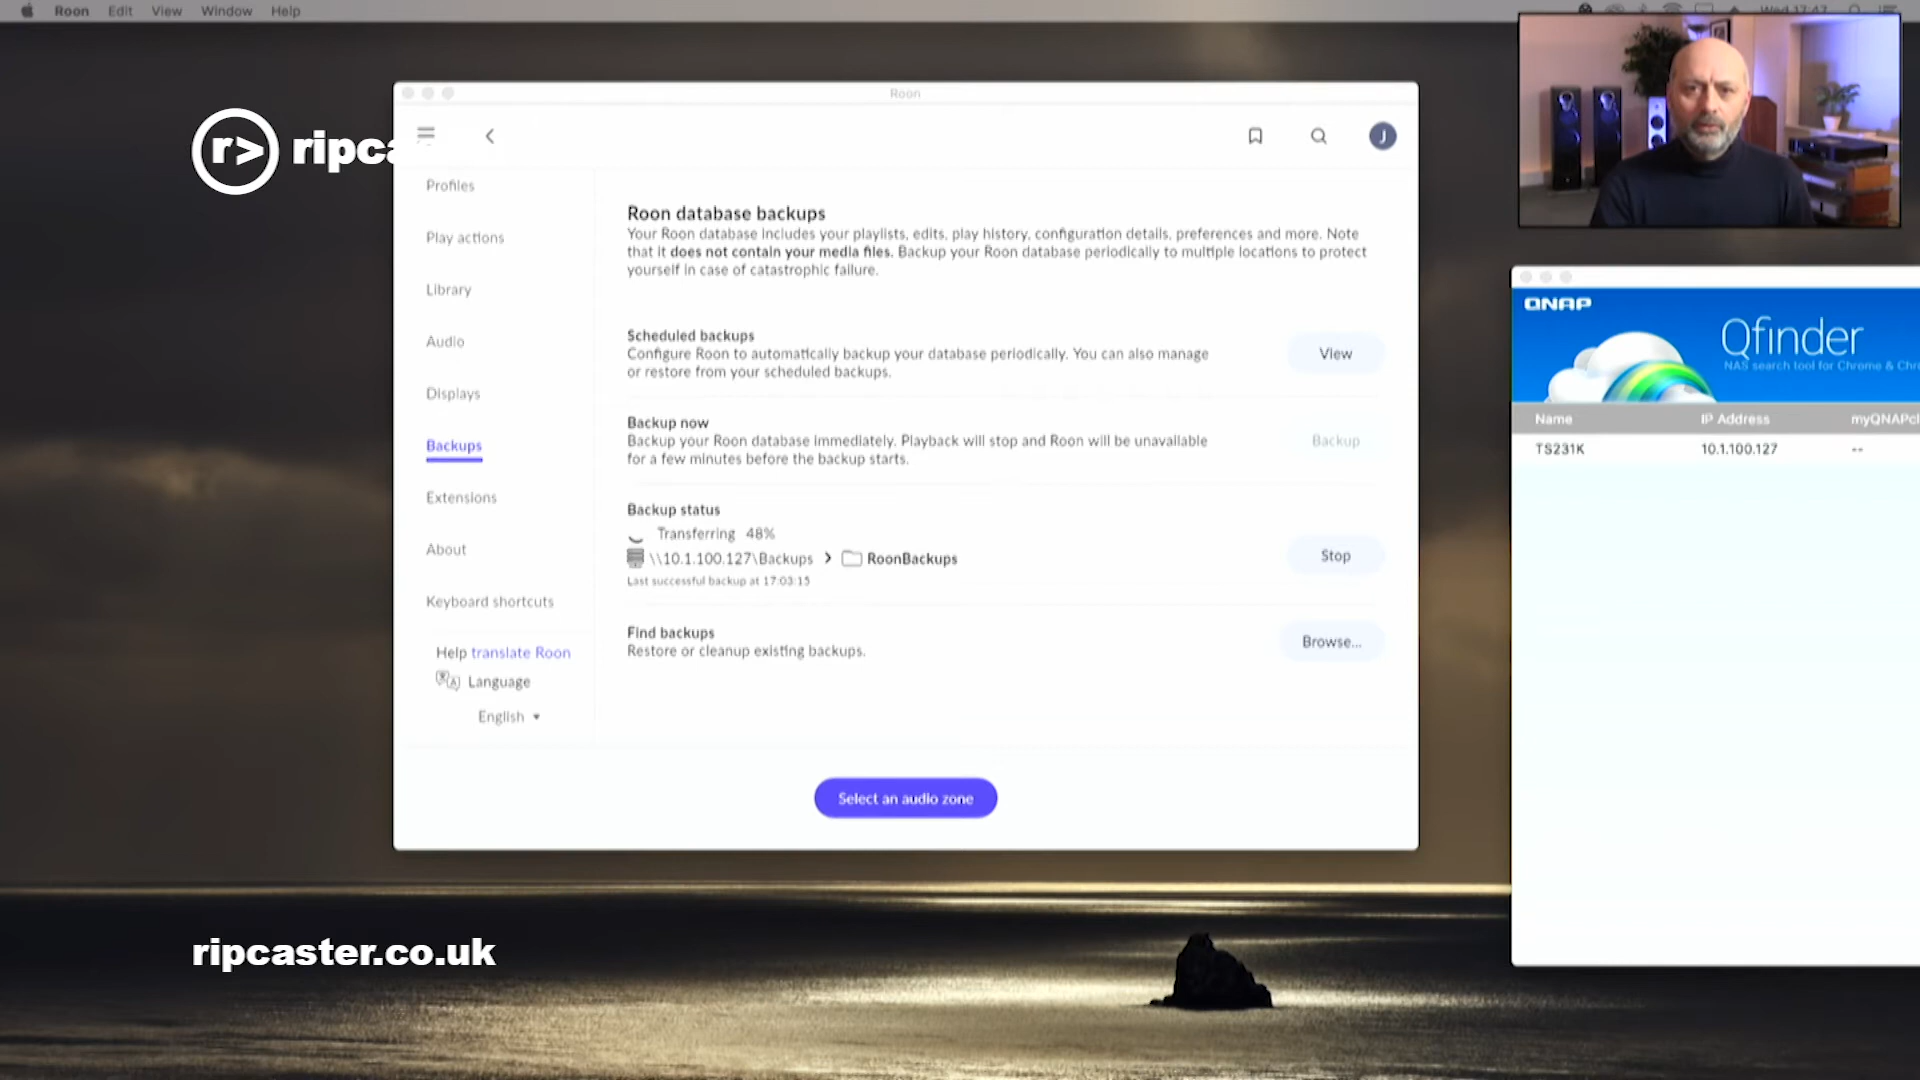 Roon Edit View Window Help
Wed 17:47
r> ripca
Roon
J
Profiles
Play actions
Library
Audio
Displays
Backups
Extensions
About
Keyboard shortcuts
Help translate Roon
Language
English
Roon database backups
Your Roon database includes your playlists, edits, play history, configuration details, preferences and more. Note
that it does not contain your media files. Backup your Roon database periodically to multiple locations to protect
yourself in case of catastrophic failure.
Scheduled backups
Configure Roon to automatically backup your database periodically. You can also manage
or restore from your scheduled backups.
View
Backup now
Backup your Roon database immediately. Playback will stop and Roon will be unavailable
for a few minutes before the backup starts.
Backup
Backup status
Transferring 48%
\\10.1.100.127\Backups > RoonBackups
Last successful backup at 17:03:15
Stop
Find backups
Restore or cleanup existing backups.
Browse...
Select an audio zone
QNAP
Qfinder
NAS search tool for Chrome & Chr
Name IP Address myQNAPcl
TS231K 10.1.100.127 --
ripcaster.co.uk